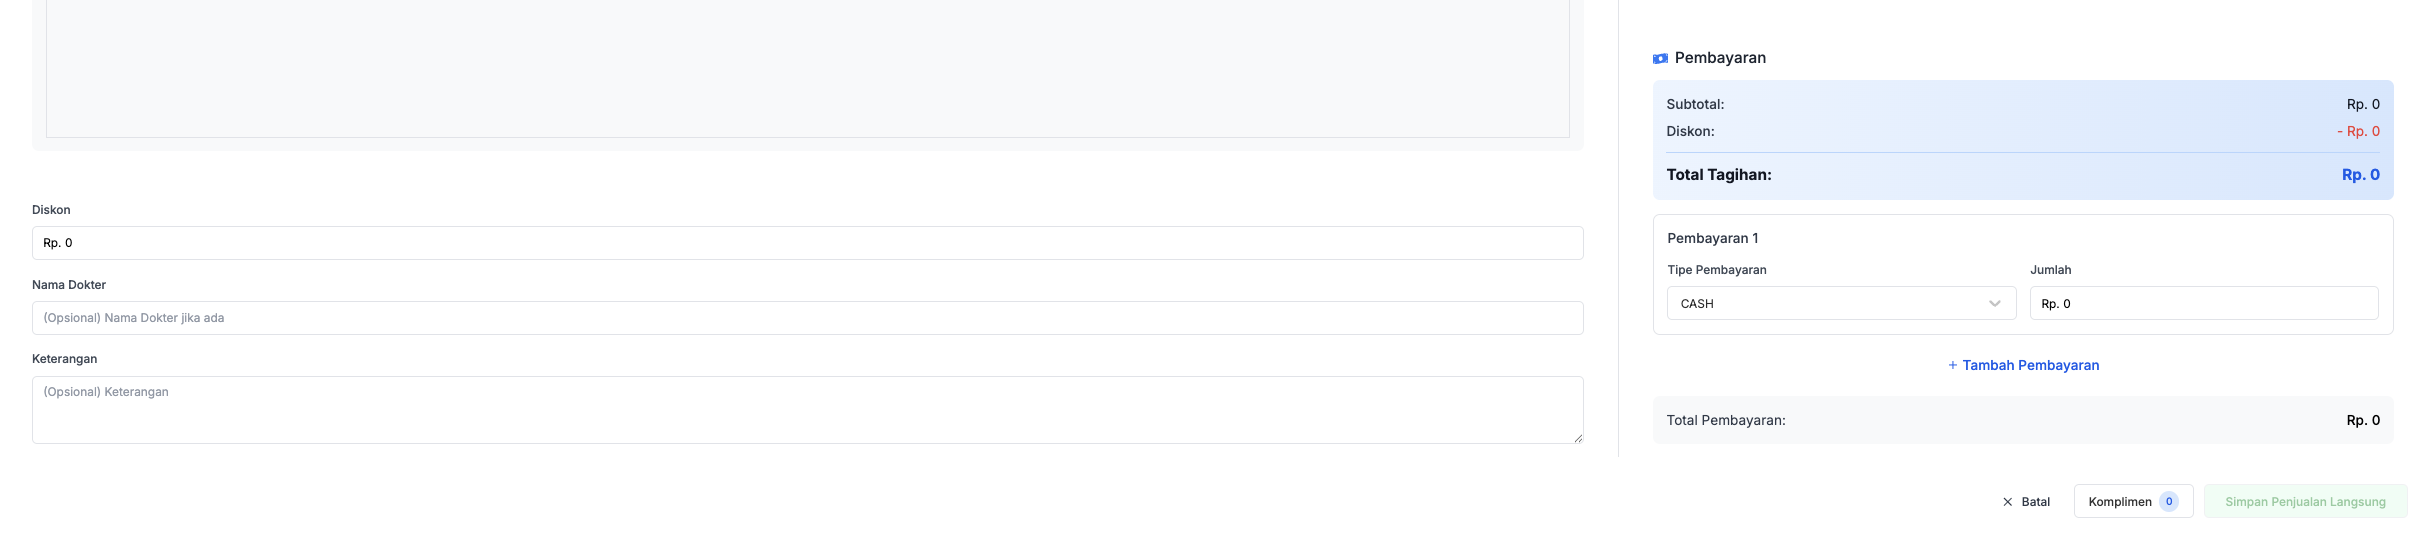 Diskon
Rp. 0
Nama Dokter
(Opsional) Nama Dokter jika ada
Keterangan
(Opsional) Keterangan
Pembayaran
Subtotal: Rp. 0
Diskon: - Rp. 0
Total Tagihan: Rp. 0
Pembayaran 1
Tipe Pembayaran Jumlah
CASH Rp. 0
+ Tambah Pembayaran
Total Pembayaran: Rp. 0
Batal Komplimen 0 Simpan Penjualan Langsung